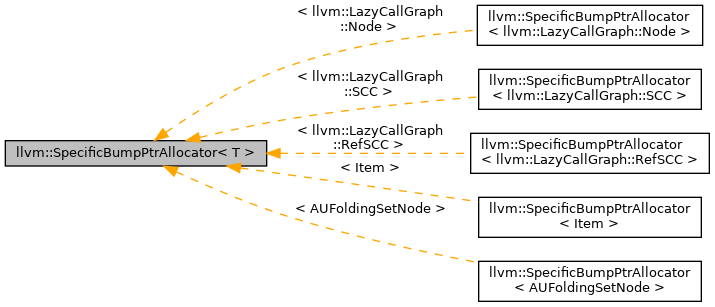 < llvm::LazyCallGraph
::Node >
llvm::SpecificBumpPtrAllocator
< llvm::LazyCallGraph::Node >
< llvm::LazyCallGraph
::SCC >
llvm::SpecificBumpPtrAllocator
< llvm::LazyCallGraph::SCC >
llvm::SpecificBumpPtrAllocator< T >
< llvm::LazyCallGraph
::RefSCC >
llvm::SpecificBumpPtrAllocator
< llvm::LazyCallGraph::RefSCC >
< Item >
llvm::SpecificBumpPtrAllocator
< Item >
< AUFoldingSetNode >
llvm::SpecificBumpPtrAllocator
< AUFoldingSetNode >